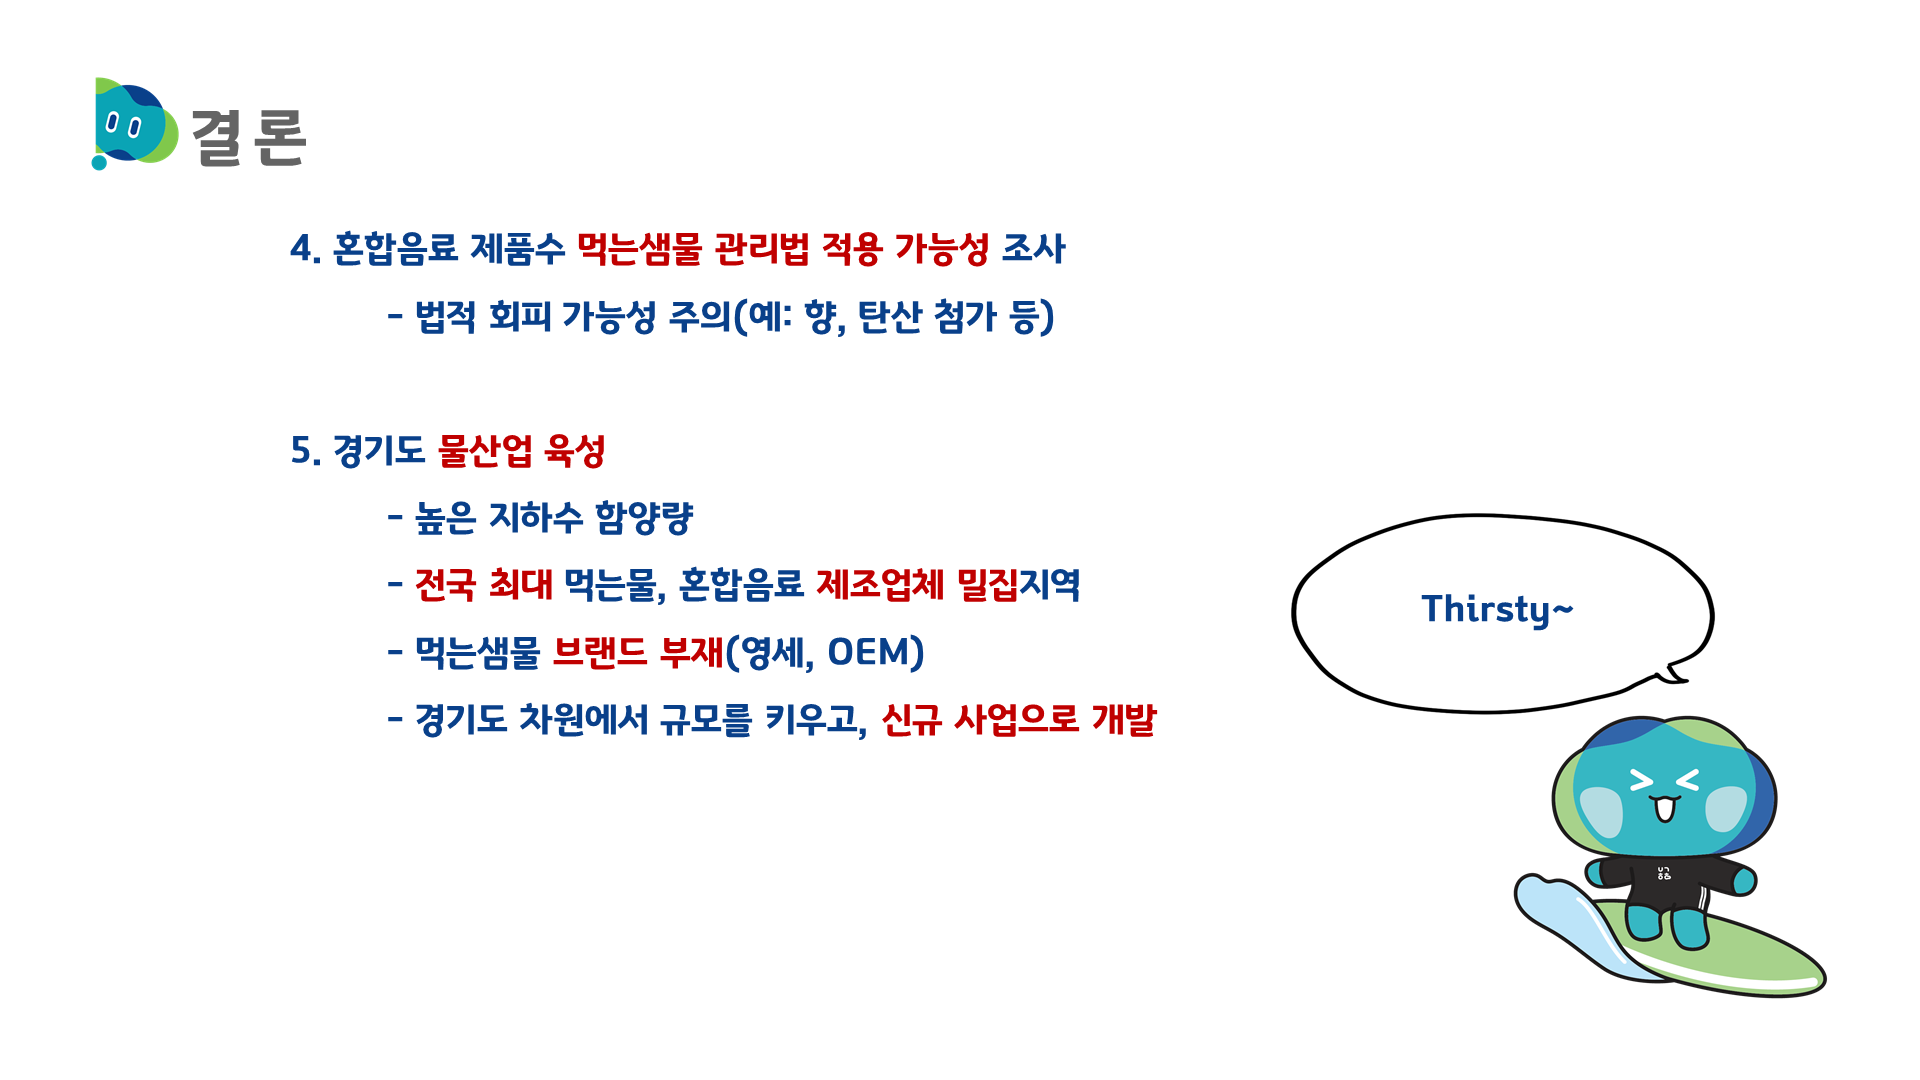 결론
4. 혼합음료 제품수 먹는샘물 관리법 적용 가능성 조사
- 법적 회피 가능성 주의(예: 향, 탄산 첨가 등)
5. 경기도 물산업 육성
- 높은 지하수 함양량
- 전국 최대 먹는물, 혼합음료 제조업체 밀집지역
- 먹는샘물 브랜드 부재(영세, OEM)
- 경기도 차원에서 규모를 키우고, 신규 사업으로 개발
Thirsty~